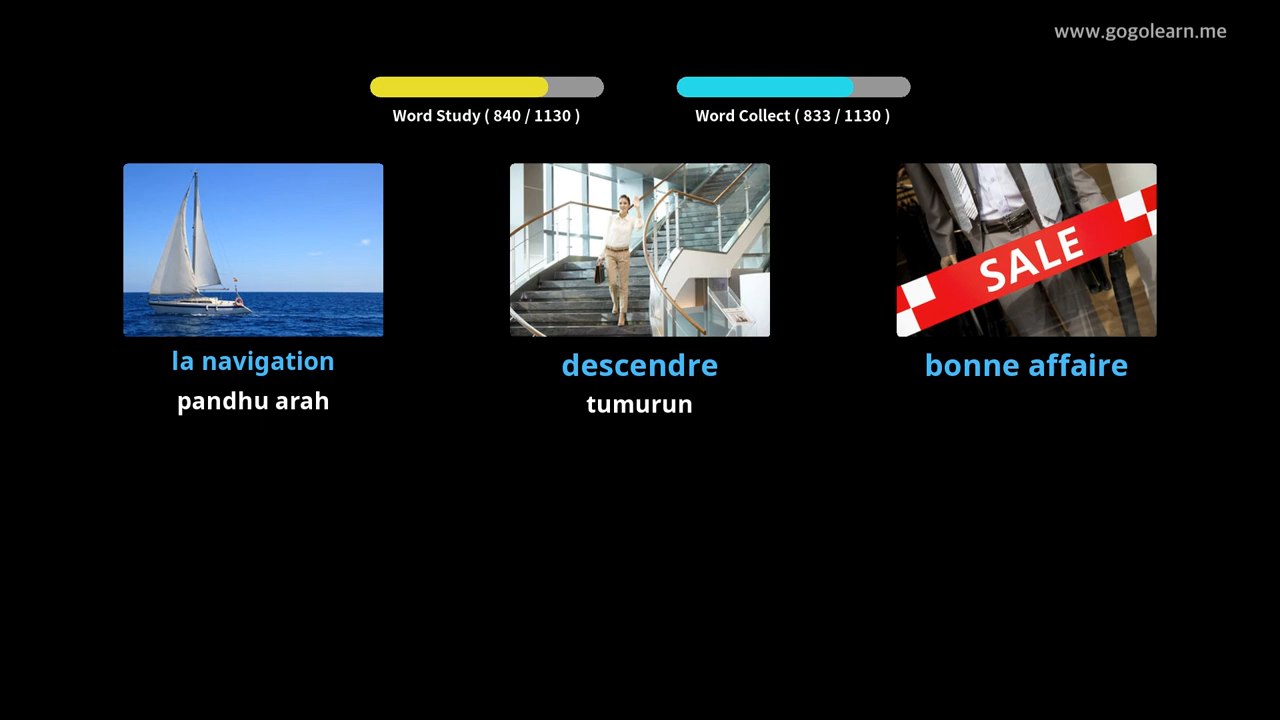 www.gogolearn.me
Word Study ( 840 / 1130 )
Word Collect ( 833 / 1130 )
SALE
la navigation
descendre
bonne affaire
pandhu arah
tumurun